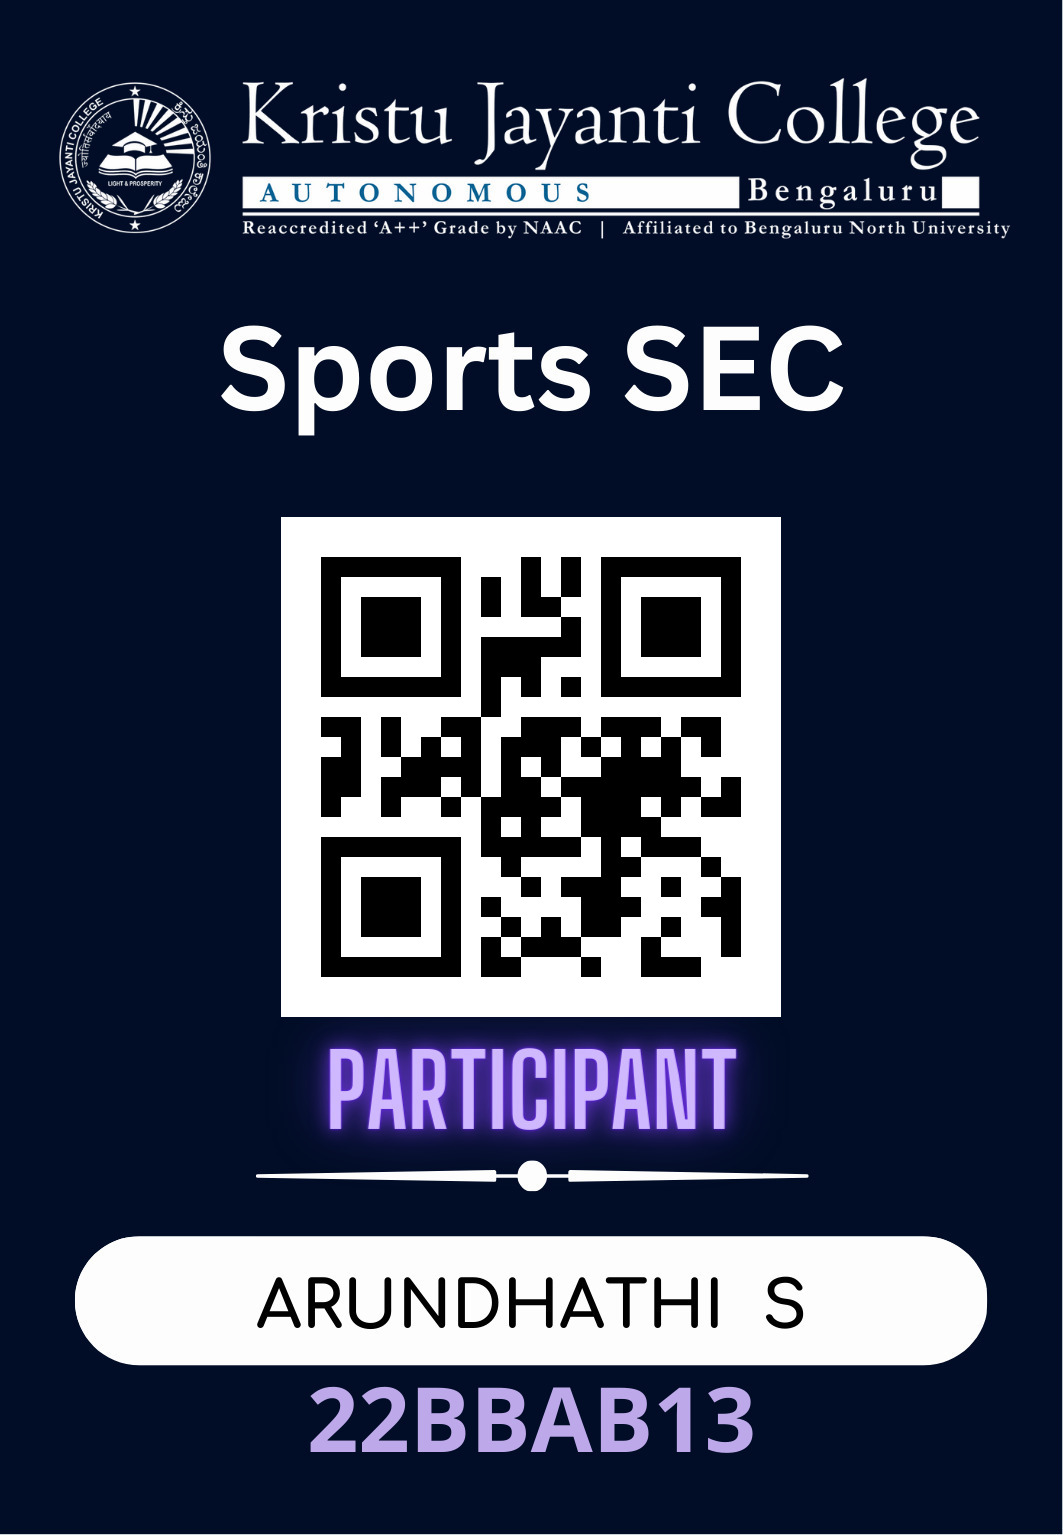 KRISTU JAYANTI COLLEGE
ಕ್ರಿಸ್ತು ಜಯಂತಿ ಕಾಲೇಜು
LIGHT & PROSPERITY
Kristu Jayanti College
AUTONOMOUS Bengaluru
Reaccredited ‘A++’ Grade by NAAC | Affiliated to Bengaluru North University
Sports SEC
PARTICIPANT
ARUNDHATHI S
22BBAB13